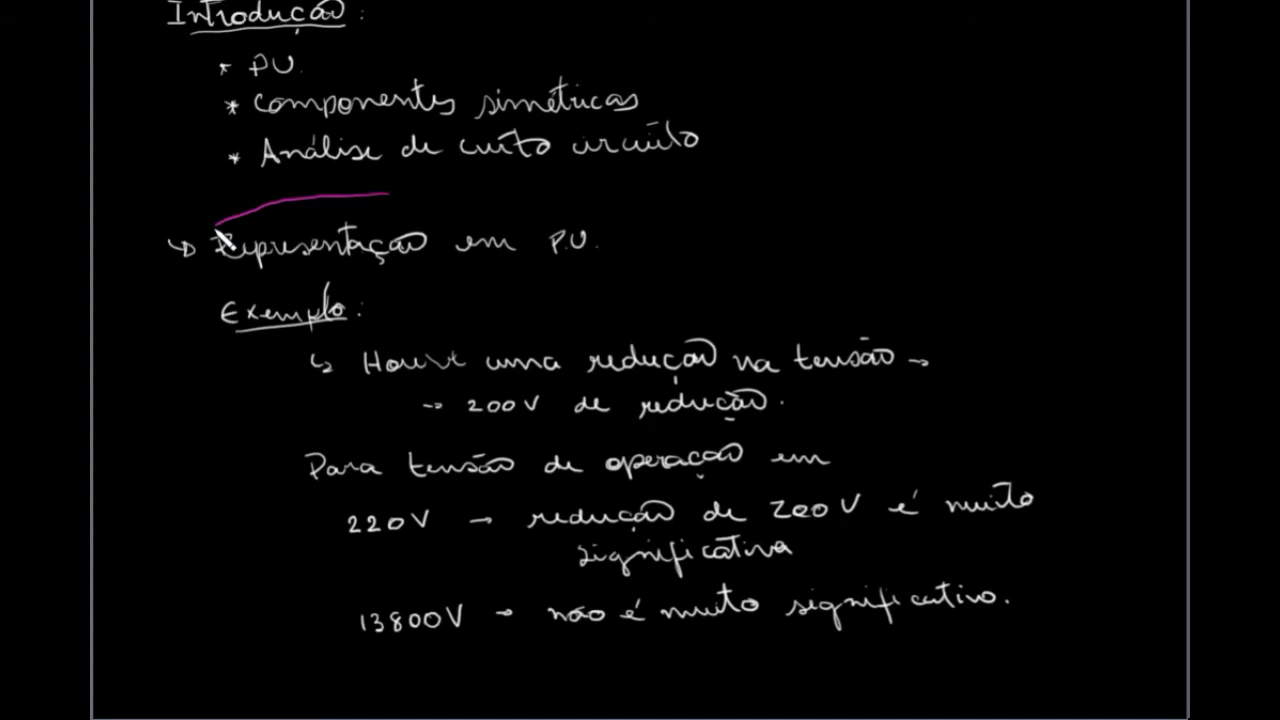 Introdução:
* PU.
* Componentes simétricas
* Análise de curto circuito
↳ Representação em P.U.
Exemplo:
↳ Houve uma redução na tensão →
→ 200V de redução.
Para tensão de operação em
220V → redução de 200V é muito
significativa
13800V → não é muito significativo.